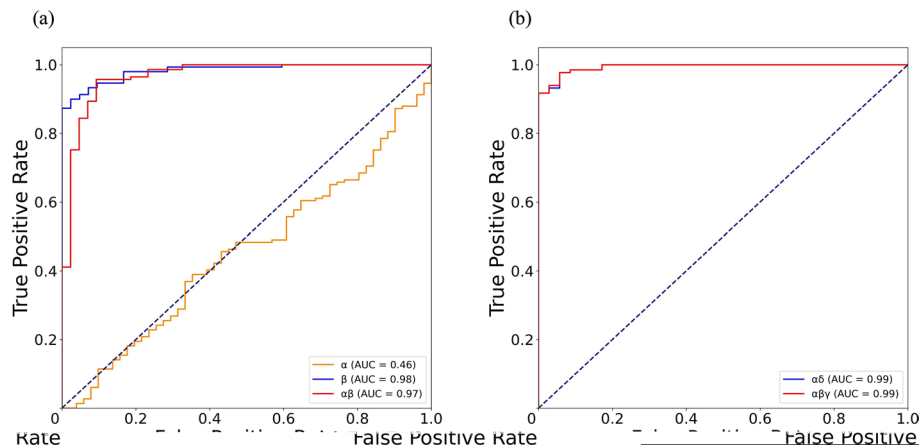 (a)
(b)
1.0
0.8
0.6
0.4
0.2
0
0.2
0.4
0.6
0.8
1.0
True Positive Rate
α (AUC = 0.46)
β (AUC = 0.98)
αβ (AUC = 0.97)
1.0
0.8
0.6
0.4
0.2
0
0.2
0.4
0.6
0.8
1.0
True Positive Rate
αδ (AUC = 0.99)
αβγ (AUC = 0.99)
Rate
False Positive Rate
False Positive